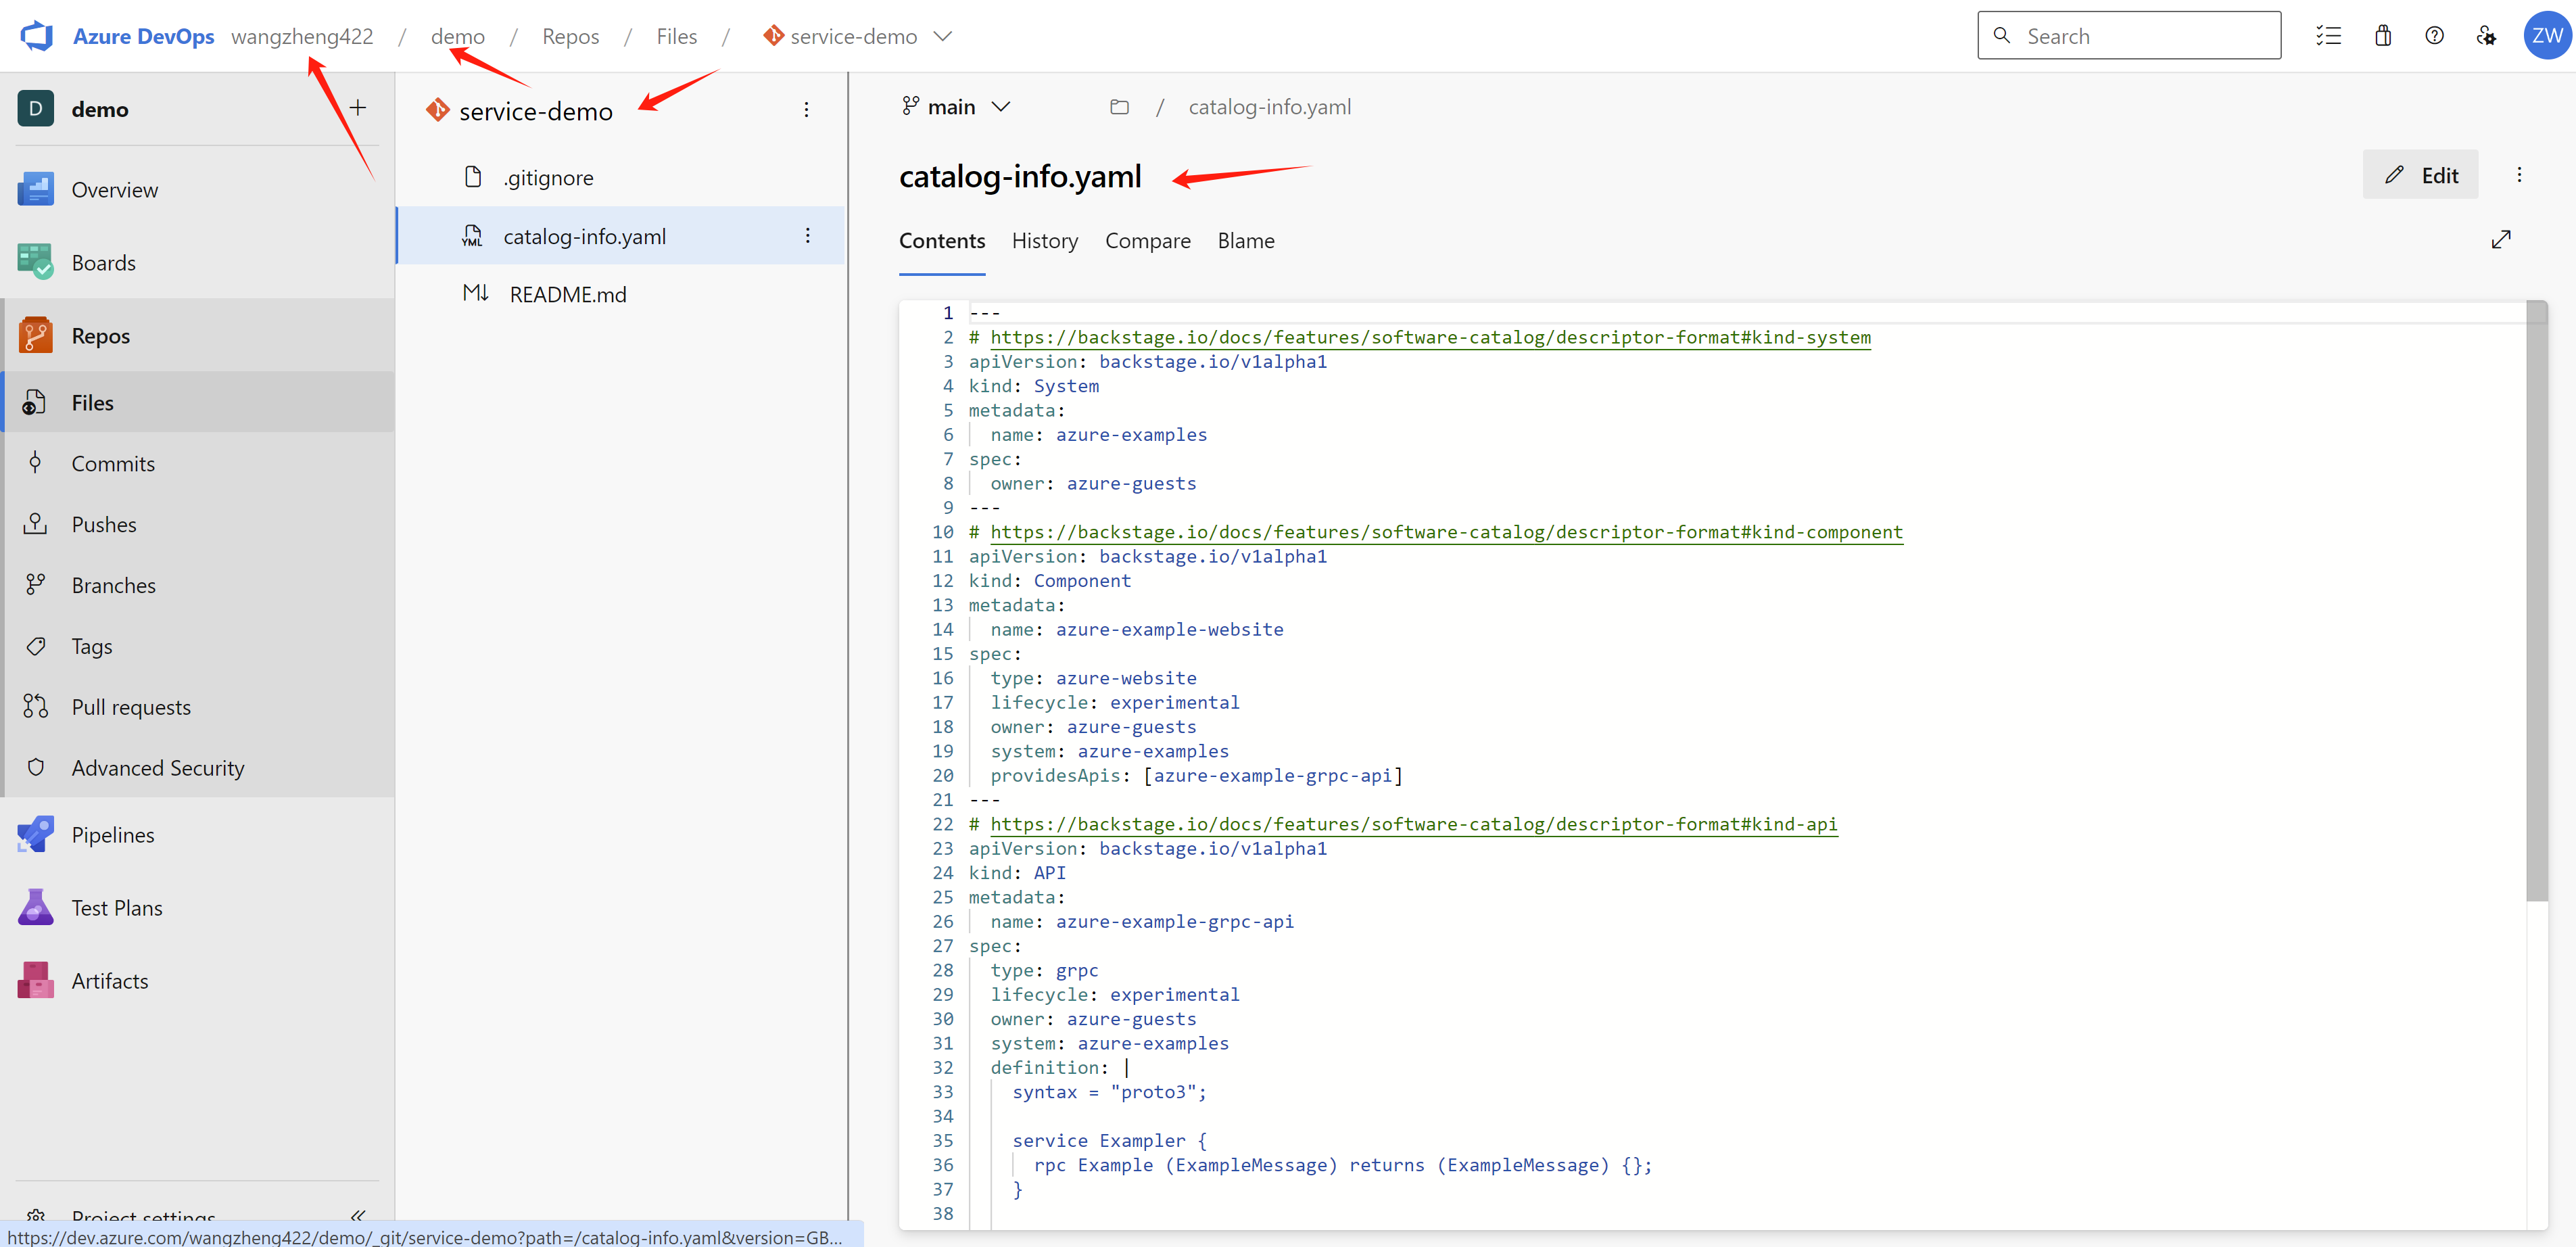 Azure DevOps wangzheng422 / demo / Repos / Files / service-demo
Search
ZW
D demo
Overview
Boards
Repos
Files
Commits
Pushes
Branches
Tags
Pull requests
Advanced Security
Pipelines
Test Plans
Artifacts
Project settings
https://dev.azure.com/wangzheng422/demo/_git/service-demo?path=/catalog-info.yaml&version=GB...
service-demo
.gitignore
YML catalog-info.yaml
M↓ README.md
main / catalog-info.yaml
catalog-info.yaml
Edit
Contents History Compare Blame
1 ---
2 # https://backstage.io/docs/features/software-catalog/descriptor-format#kind-system
3 apiVersion: backstage.io/v1alpha1
4 kind: System
5 metadata:
6   name: azure-examples
7 spec:
8   owner: azure-guests
9 ---
10 # https://backstage.io/docs/features/software-catalog/descriptor-format#kind-component
11 apiVersion: backstage.io/v1alpha1
12 kind: Component
13 metadata:
14   name: azure-example-website
15 spec:
16   type: azure-website
17   lifecycle: experimental
18   owner: azure-guests
19   system: azure-examples
20   providesApis: [azure-example-grpc-api]
21 ---
22 # https://backstage.io/docs/features/software-catalog/descriptor-format#kind-api
23 apiVersion: backstage.io/v1alpha1
24 kind: API
25 metadata:
26   name: azure-example-grpc-api
27 spec:
28   type: grpc
29   lifecycle: experimental
30   owner: azure-guests
31   system: azure-examples
32   definition: |
33     syntax = "proto3";
34
35     service Exampler {
36       rpc Example (ExampleMessage) returns (ExampleMessage) {};
37     }
38